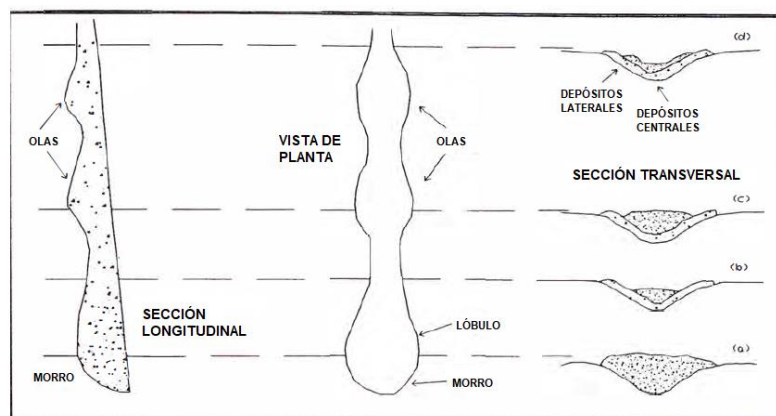 (d)
DEPÓSITOS
LATERALES
DEPÓSITOS
CENTRALES
OLAS
VISTA DE
PLANTA
OLAS
SECCIÓN TRANSVERSAL
(c)
(b)
SECCIÓN
LONGITUDINAL
LÓBULO
(a)
MORRO
MORRO